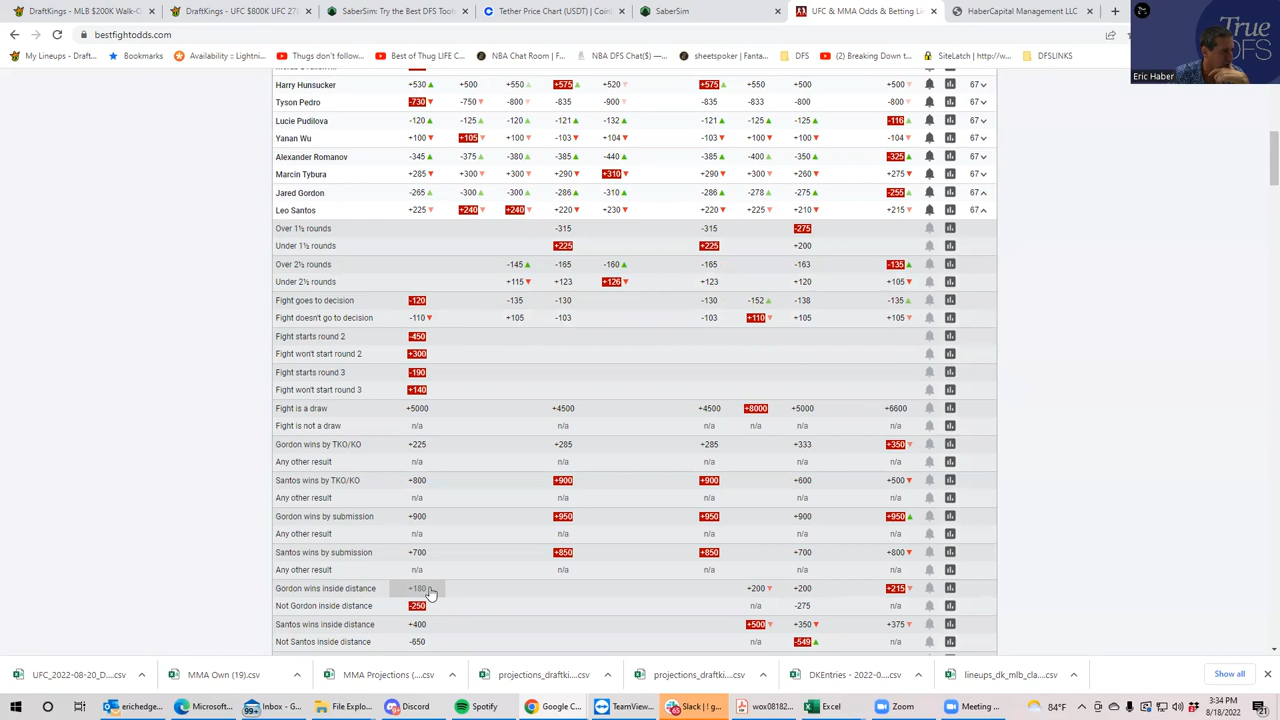 DraftKings - MLB $200K Walk-O
DraftKings - UFC $800K UFC 278
SaberSim: Try the Best DFS Tools
Tether Price Chart (USDT) | Coinb
SaberSim
UFC & MMA Odds & Betting Li
HaberCapital Management LLC
True DFS
bestfightodds.com
My Lineups - Draft...
Bookmarks
Availability :: Lightni...
Thugs don't follow...
Best of Thug LIFE C...
NBA Chat Room | F...
NBA DFS Chat($) —...
sheetspoker | Fanta...
DFS
(2) Breaking Down t...
SiteLatch | http://w...
DFSLINKS
Eric Haber
Harry Hunsucker +530 +500 +550 +575 +520 +575 +550 +500 +500 67
Tyson Pedro -730 -750 -800 -835 -900 -835 -833 -800 -800 67
Lucie Pudilova -120 -125 -120 -121 -132 -121 -125 -125 -116 67
Yanan Wu +100 +105 +100 -103 +104 -103 +100 +100 -104 67
Alexander Romanov -345 -375 -380 -385 -440 -385 -400 -350 -325 67
Marcin Tybura +285 +300 +300 +290 +310 +290 +300 +260 +275 67
Jared Gordon -265 -300 -300 -286 -310 -286 -278 -275 -255 67
Leo Santos +225 +240 +240 +220 +230 +220 +225 +210 +215 67
Over 1½ rounds -315 -315 -275
Under 1½ rounds +225 +225 +200
Over 2½ rounds -145 -165 -160 -165 -163 -135
Under 2½ rounds +115 +123 +126 +123 +120 +105
Fight goes to decision -120 -135 -130 -130 -152 -138 -135
Fight doesn't go to decision -110 +105 -103 -103 +110 +105 +105
Fight starts round 2 -450
Fight won't start round 2 +300
Fight starts round 3 -190
Fight won't start round 3 +140
Fight is a draw +5000 +4500 +4500 +8000 +5000 +6600
Fight is not a draw n/a n/a n/a n/a n/a n/a
Gordon wins by TKO/KO +225 +285 +285 +333 +350
Any other result n/a n/a n/a n/a n/a
Santos wins by TKO/KO +800 +900 +900 +600 +500
Any other result n/a n/a n/a n/a n/a
Gordon wins by submission +900 +950 +950 +900 +950
Any other result n/a n/a n/a n/a n/a
Santos wins by submission +700 +850 +850 +700 +800
Any other result n/a n/a n/a n/a n/a
Gordon wins inside distance +180 +200 +200 +215
Not Gordon inside distance -250 n/a -275 n/a
Santos wins inside distance +400 +500 +350 +375
Not Santos inside distance -650 n/a -549 n/a
UFC_2022-08-20_D....csv
MMA Own (19).csv
MMA Projections (....csv
projections_draftki....csv
projections_draftki....csv
DKEntries - 2022-0....csv
lineups_dk_mlb_cla....csv
Show all
erichedge...
Microsoft...
99+
Inbox - G...
File Explo...
Discord
Spotify
Google C...
TeamView...
Slack | ! g...
wox08182...
Excel
Zoom
Meeting ...
84°F
3:34 PM
8/18/2022
21